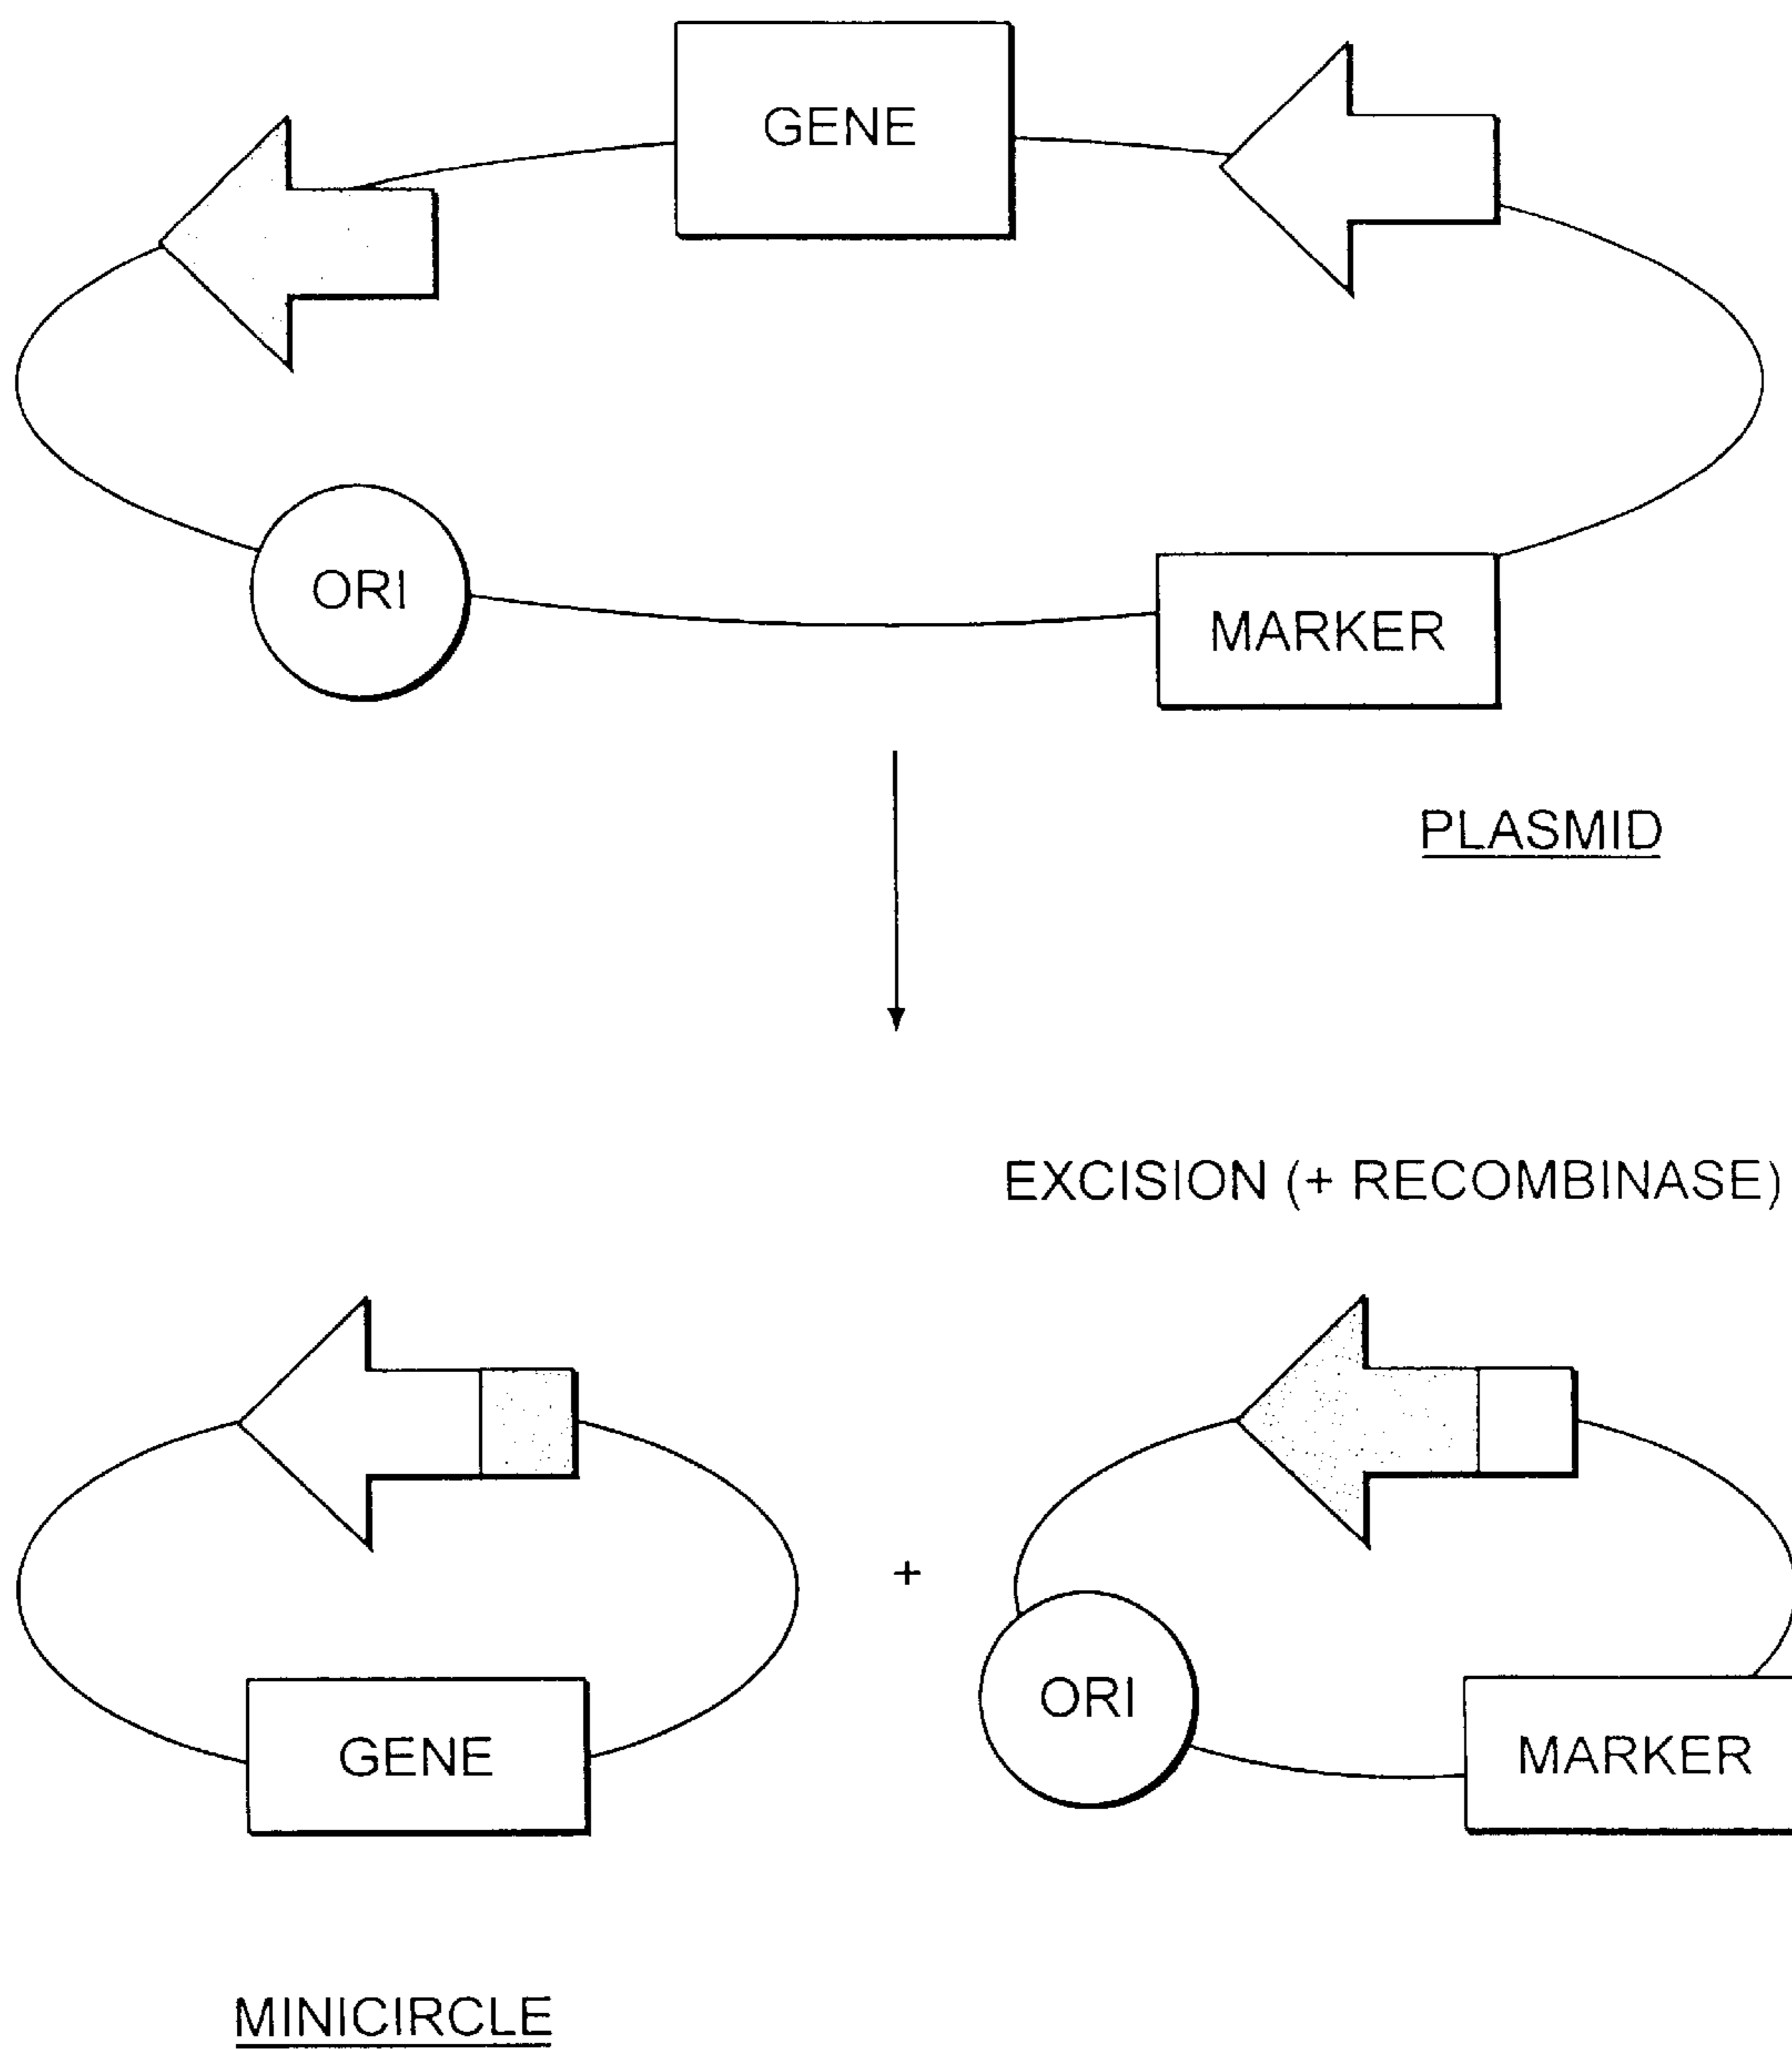 GENE
ORI
MARKER
PLASMID
EXCISION (+ RECOMBINASE)
+
ORI
GENE
MARKER
MINICIRCLE